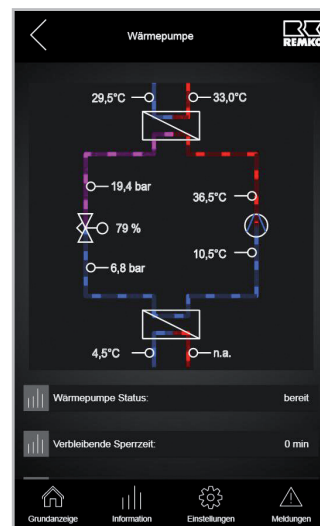 Wärmepumpe
REMKO
29,5°C
33,0°C
19,4 bar
36,5°C
79 %
10,5°C
6,8 bar
4,5°C
n.a.
Wärmepumpe Status: bereit
Verbleibende Sperrzeit: 0 min
Grundanzeige Information Einstellungen Meldungen